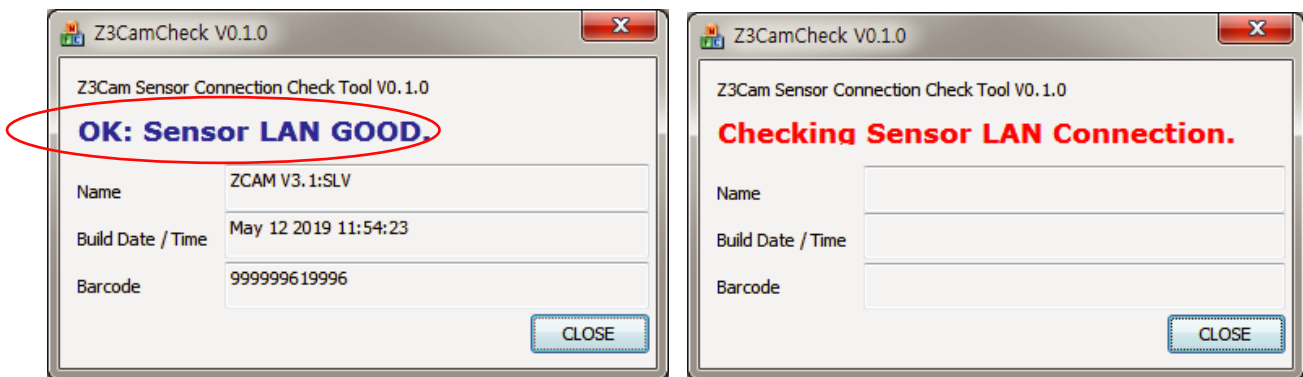 Z3CamCheck V0.1.0
Z3Cam Sensor Connection Check Tool V0.1.0
OK: Sensor LAN GOOD.
Name ZCAM V3.1:SLV
Build Date / Time May 12 2019 11:54:23
Barcode 999999619996
CLOSE
Z3CamCheck V0.1.0
Z3Cam Sensor Connection Check Tool V0.1.0
Checking Sensor LAN Connection.
Name
Build Date / Time
Barcode
CLOSE